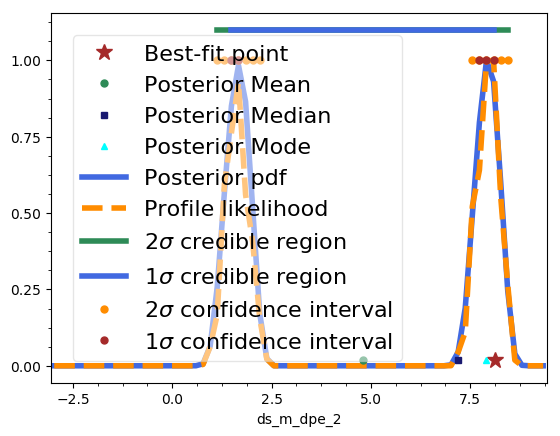 Best-fit point
Posterior Mean
Posterior Median
Posterior Mode
Posterior pdf
Profile likelihood
2σ credible region
1σ credible region
2σ confidence interval
1σ confidence interval
1.00
0.75
0.50
0.25
0.00
−2.5 0.0 2.5 5.0 7.5
ds_m_dpe_2